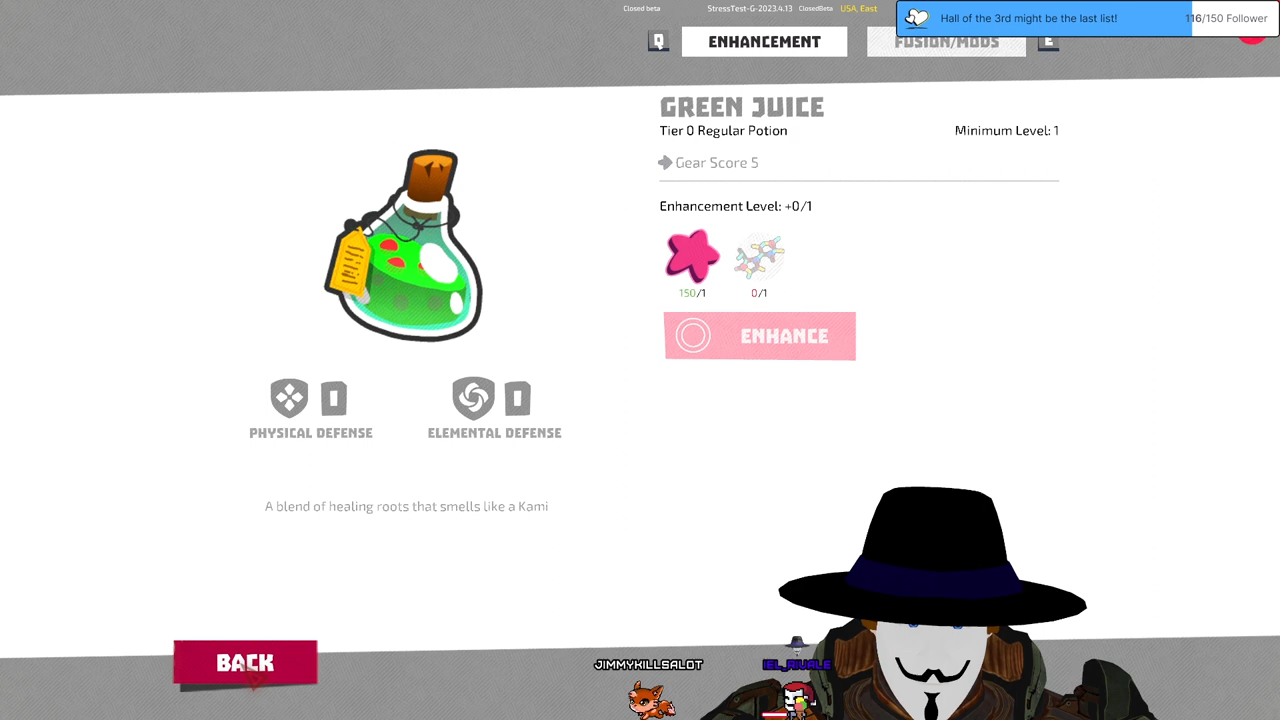 Closed beta
StressTest-G-2023.4.13
ClosedBeta
USA, East
Hall of the 3rd might be the last list!
116/150 Follower
Q
ENHANCEMENT
FUSION/MODS
E
GREEN JUICE
Tier 0 Regular Potion
Minimum Level: 1
Gear Score 5
Enhancement Level: +0/1
150/1
0/1
ENHANCE
0
0
PHYSICAL DEFENSE
ELEMENTAL DEFENSE
A blend of healing roots that smells like a Kami
BACK
JIMMYKILLSALOT